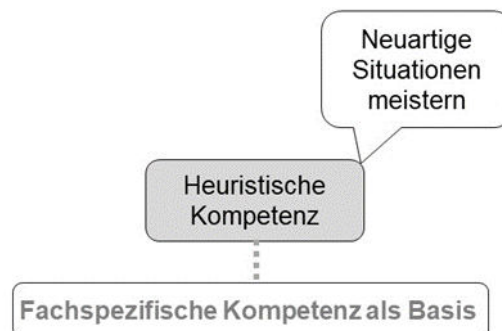 Neuartige
Situationen
meistern
Heuristische
Kompetenz
Fachspezifische Kompetenz als Basis